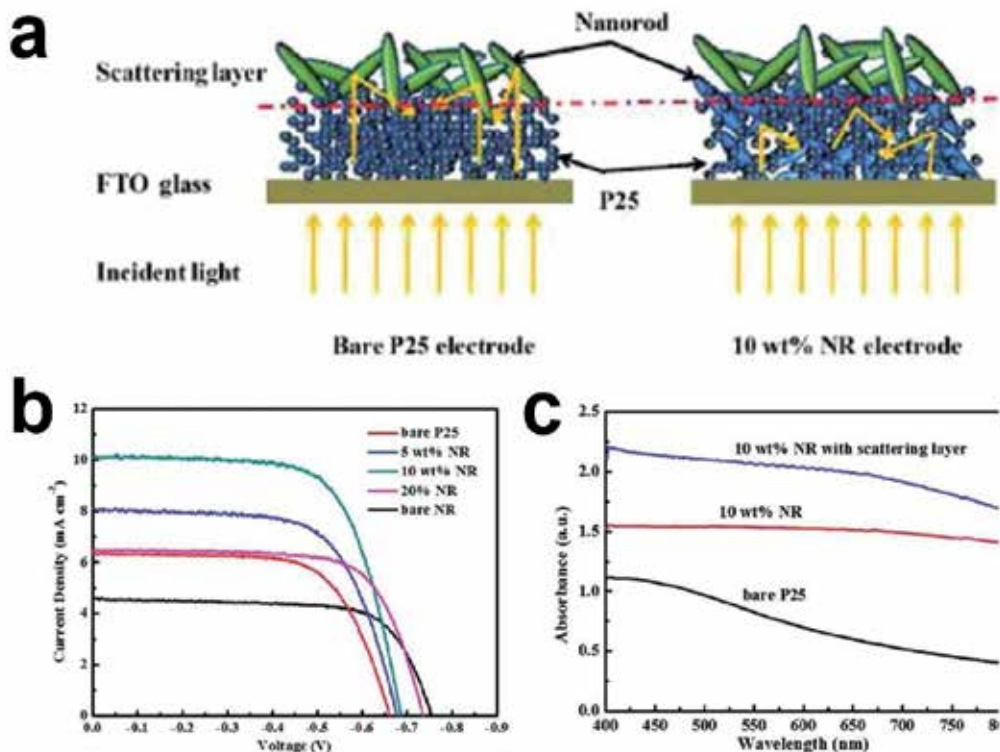 a
Nanorod
Scattering layer
FTO glass
P25
Incident light
Bare P25 electrode
10 wt% NR electrode
b
12
10
8
6
4
2
0
Current Density (mA cm⁻²)
bare P25
5 wt% NR
10 wt% NR
20% NR
bare NR
0.0 -0.1 -0.2 -0.3 -0.4 -0.5 -0.6 -0.7 -0.8 -0.9
Voltage (V)
c
2.5
2.0
1.5
1.0
0.5
0.0
Absorbance (a.u.)
10 wt% NR with scattering layer
10 wt% NR
bare P25
400 450 500 550 600 650 700 750
Wavelength (nm)